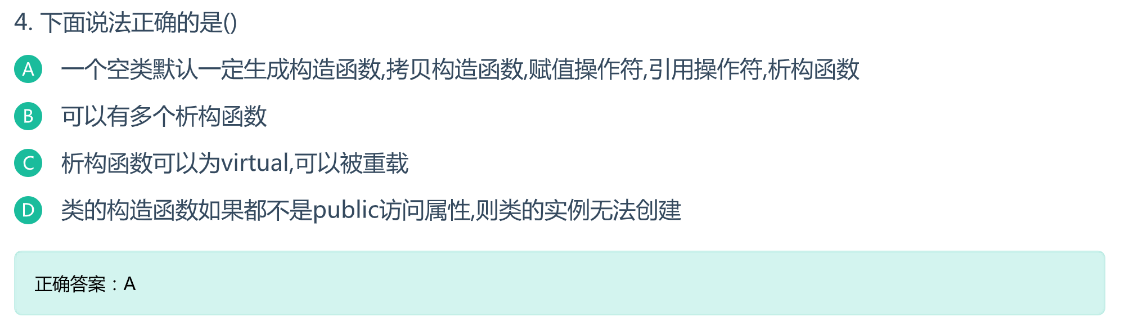 4. 下面说法正确的是()
A 一个空类默认一定生成构造函数,拷贝构造函数,赋值操作符,引用操作符,析构函数
B 可以有多个析构函数
C 析构函数可以为virtual,可以被重载
D 类的构造函数如果都不是public访问属性,则类的实例无法创建
正确答案：A